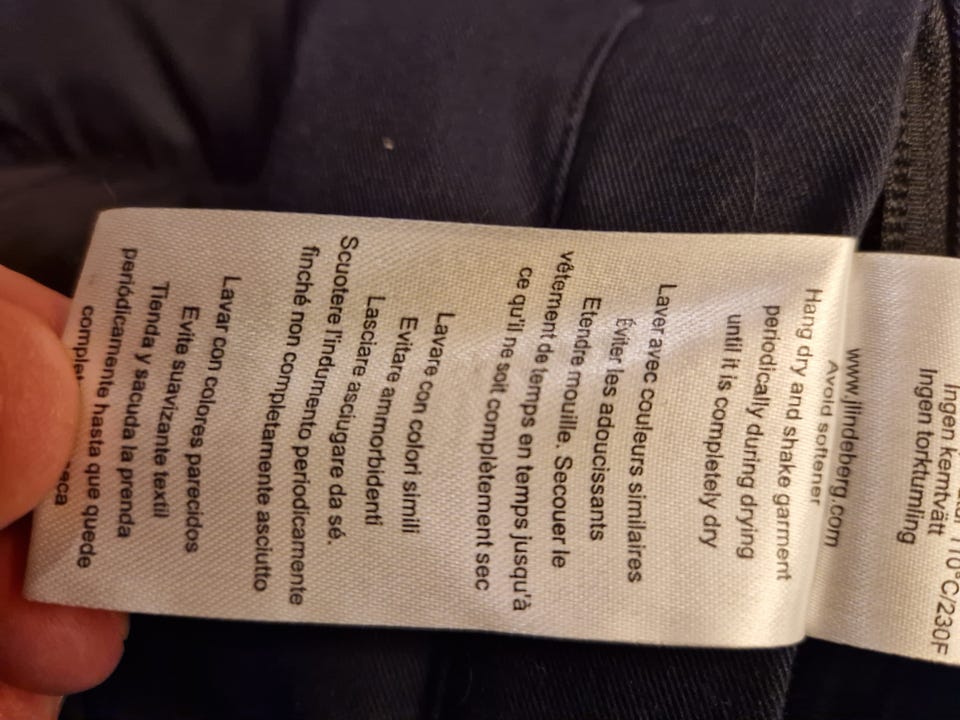 110°C/230F
Ingen kemtvätt
Ingen torktumling
www.jlindeberg.com
Avoid softener
Hang dry and shake garment
periodically during drying
until it is completely dry
Laver avec couleurs similaires
Éviter les adoucissants
Etendre mouille. Secouer le
vêtement de temps en temps jusqu'à
ce qu'il ne soit complètement sec
Lavare con colori simili
Evitare ammorbidenti
Lasciare asciugare da sé.
Scuotere l'indumento periodicamente
finché non completamente asciutto
Lavar con colores parecidos
Evite suavizante textil
Tienda y sacuda la prenda
periódicamente hasta que quede